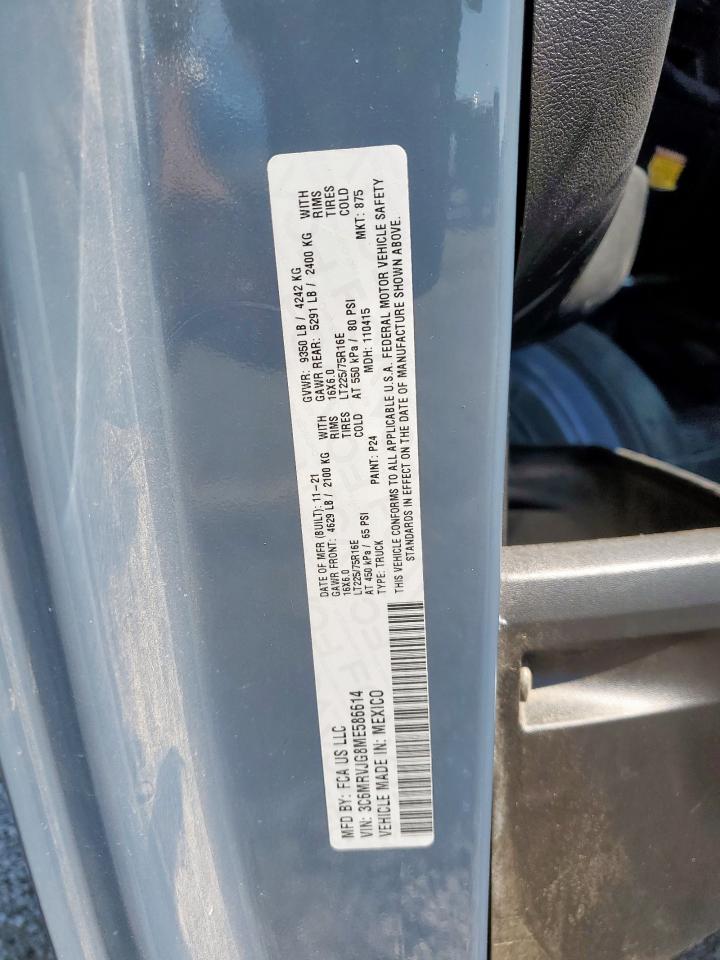 MFD BY: FCA US LLC
VIN: 3C6MRVJG8ME586614
VEHICLE MADE IN: MEXICO
DATE OF MFR (BUILT): 11-21 GVWR: 9350 LB / 4242 KG
GAWR FRONT: 4629 LB / 2100 KG WITH GAWR REAR: 5291 LB / 2400 KG WITH
16X6.0 RIMS 16X6.0 RIMS
LT225/75R16E TIRES LT225/75R16E TIRES
AT 450 kPa / 65 PSI COLD AT 550 kPa / 80 PSI COLD
TYPE: TRUCK PAINT: P24 MDH: 110415 MKT: 875
THIS VEHICLE CONFORMS TO ALL APPLICABLE U.S.A. FEDERAL MOTOR VEHICLE SAFETY
STANDARDS IN EFFECT ON THE DATE OF MANUFACTURE SHOWN ABOVE.